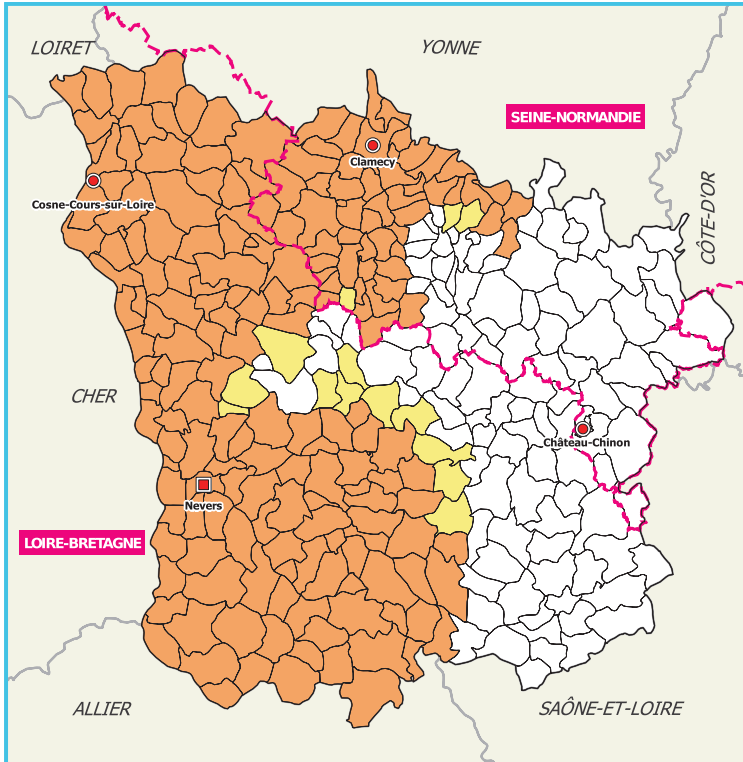 LOIRET
YONNE
SEINE-NORMANDIE
Clamecy
Cosne-Cours-sur-Loire
CÔTE-D'OR
CHER
Château-Chinon
Nevers
LOIRE-BRETAGNE
ALLIER
SAÔNE-ET-LOIRE